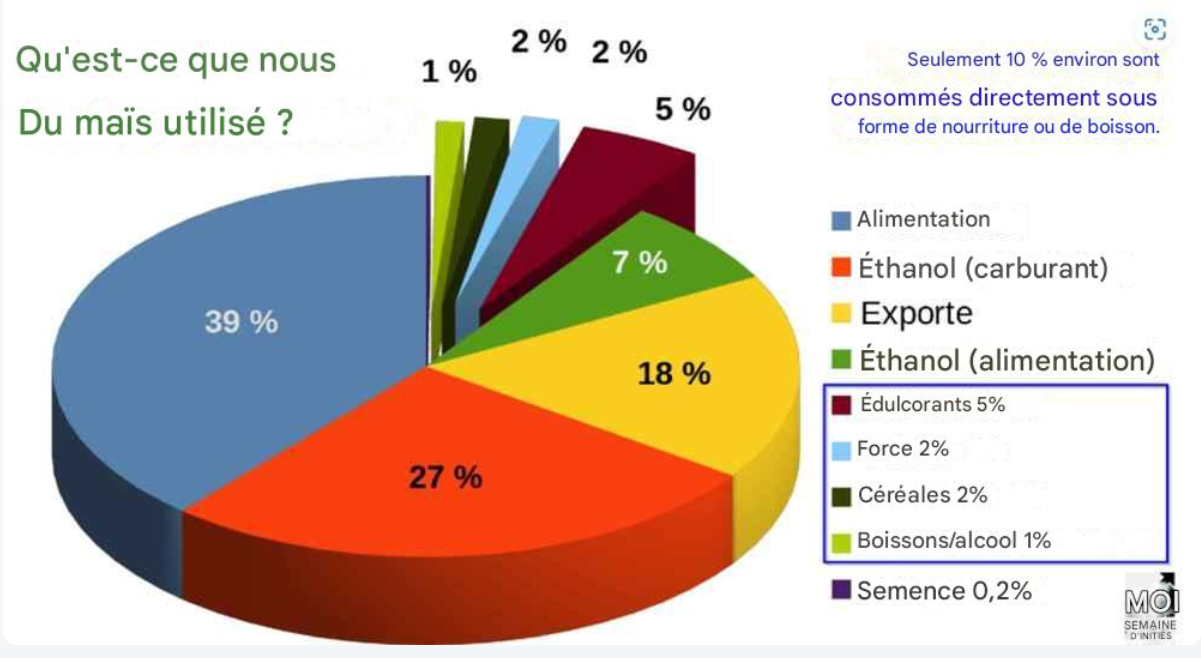 Qu'est-ce que nous
Du maïs utilisé ?
1 %
2 %
2 %
5 %
7 %
39 %
18 %
27 %
Seulement 10 % environ sont
consommés directement sous
forme de nourriture ou de boisson.
Alimentation
Éthanol (carburant)
Exporte
Éthanol (alimentation)
Édulcorants 5%
Force 2%
Céréales 2%
Boissons/alcool 1%
Semence 0,2%
MOI
SEMAINE
D'INITIÉS